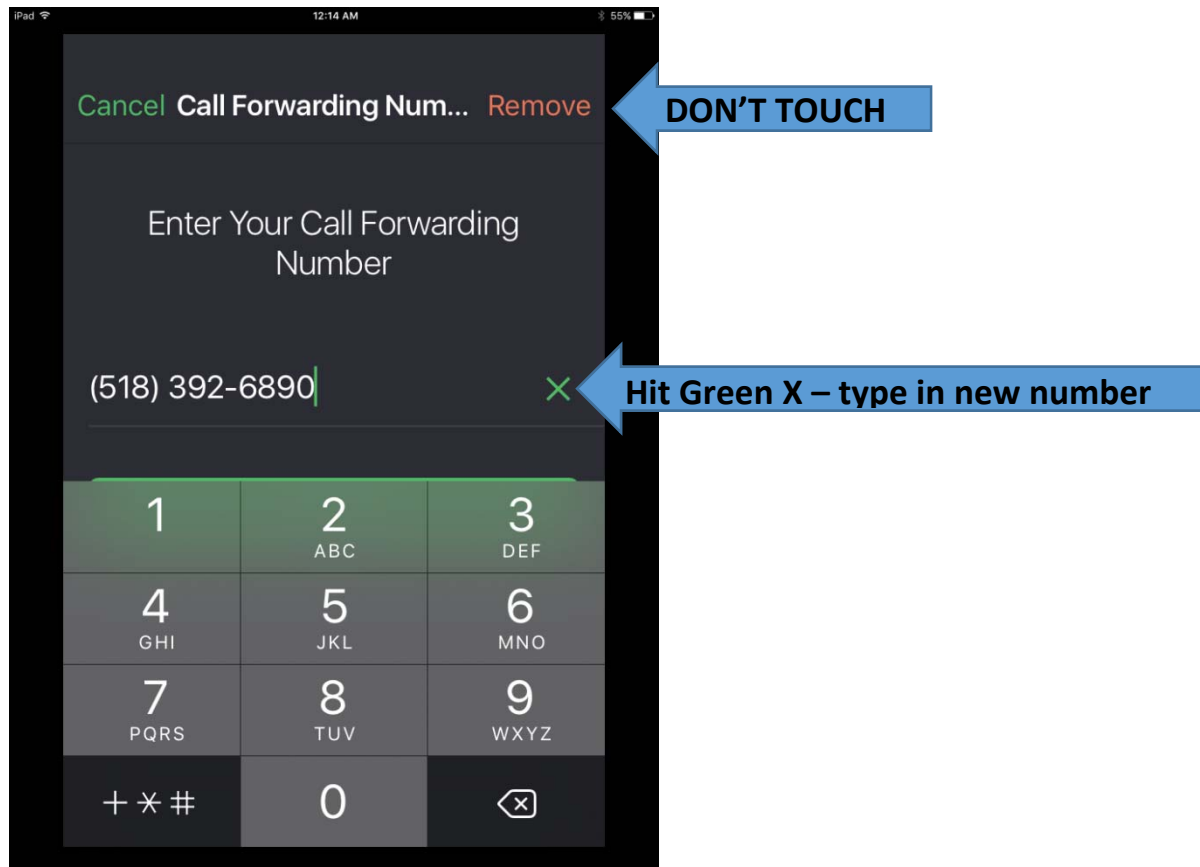 iPad 12:14 AM 55%
Cancel Call Forwarding Num... Remove
DON’T TOUCH
Enter Your Call Forwarding
Number
(518) 392-6890
Hit Green X – type in new number
1 2 3
ABC DEF
4 5 6
GHI JKL MNO
7 8 9
PQRS TUV WXYZ
+*# 0